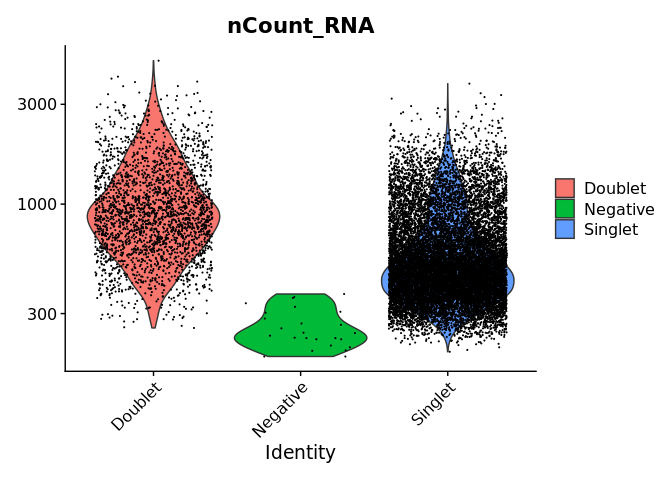 nCount_RNA
3000
1000
300
Doublet
Negative
Singlet
Identity
Doublet
Negative
Singlet